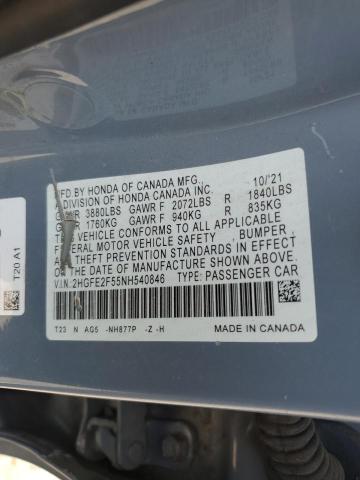 MFD BY HONDA OF CANADA MFG., 10/'21
A DIVISION OF HONDA CANADA INC.
GAWR 3880LBS GAWR F 2072LBS R 1840LBS
GR 1760KG GAWR F 940KG R 835KG
THIS VEHICLE CONFORMS TO ALL APPLICABLE
FEDERAL MOTOR VEHICLE SAFETY, BUMPER,
AND THEFT PREVENTION STANDARDS IN EFFECT
ON THE DATE OF MANUFACTURE SHOWN ABOVE.
V.I.N.:2HGFE2F55NH540846 TYPE: PASSENGER CAR
T23 N AG5 -NH877P -Z -H MADE IN CANADA
T20 A1